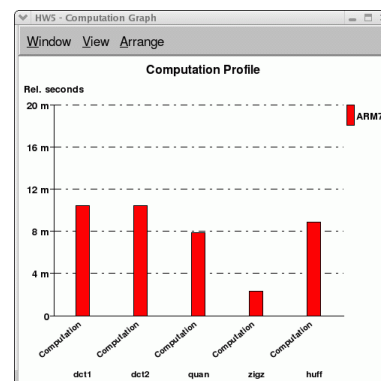 HW5 - Computation Graph
Window View Arrange
Computation Profile
Rel. seconds
20 m
ARM7
16 m
12 m
8 m
4 m
0
Computation Computation Computation Computation Computation
dct1 dct2 quan zigz huff